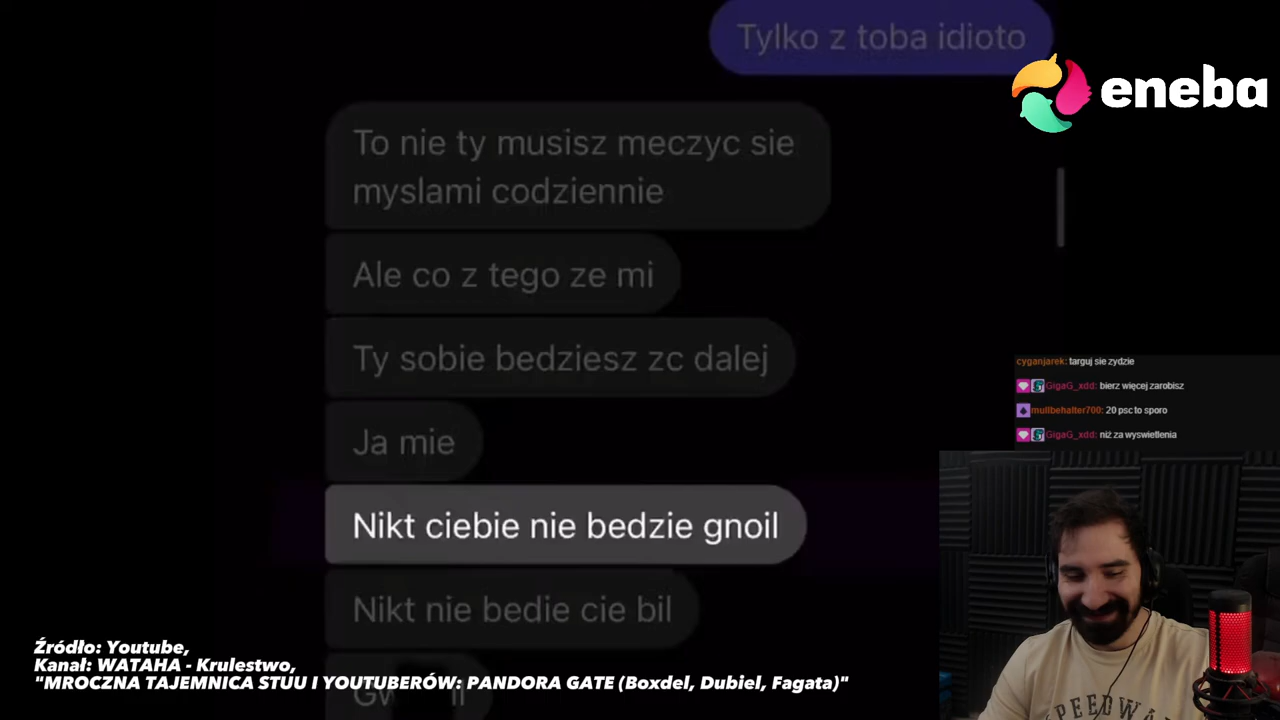 Tylko z toba idioto
eneba
To nie ty musisz meczyc sie
myslami codziennie
Ale co z tego ze mi
Ty sobie bedziesz zc dalej
cyganjarek: targuj sie zydzie
GigaG_xdd: bierz więcej zarobisz
mullbehalter700: 20 psc to sporo
GigaG_xdd: niż za wyswietlenia
Ja mie
Nikt ciebie nie bedzie gnoil
Nikt nie bedie cie bil
Źródło: Youtube,
Kanał: WATAHA - Krulestwo,
"MROCZNA TAJEMNICA STUU I YOUTUBERÓW: PANDORA GATE (Boxdel, Dubiel, Fagata)"